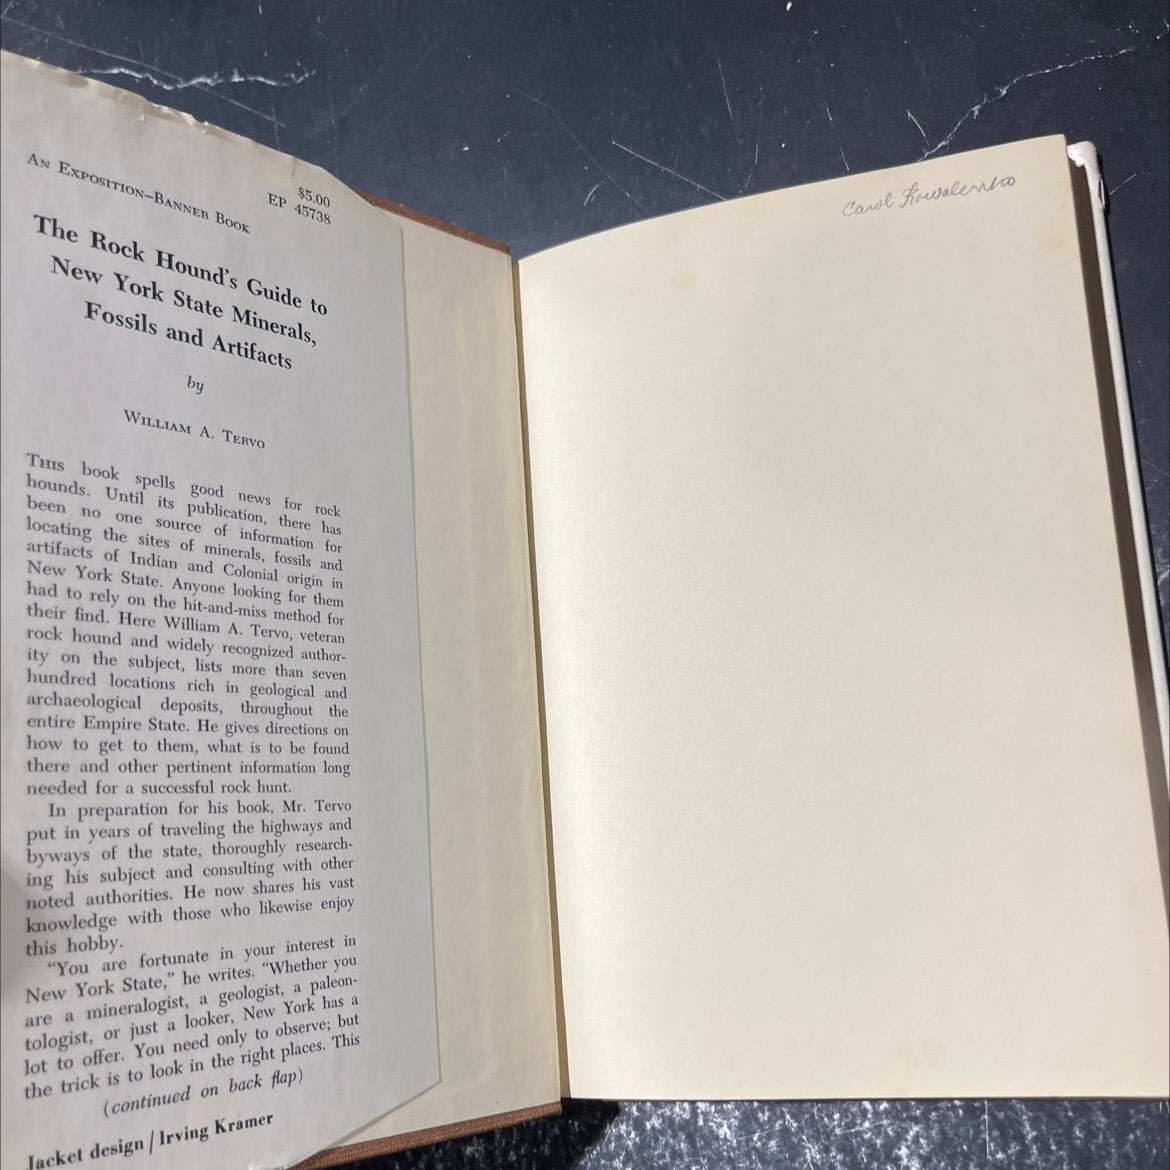 AN EXPOSITION–BANNER BOOK
$5.00
EP 45738
The Rock Hound's Guide to
New York State Minerals,
Fossils and Artifacts
by
WILLIAM A. TERVO
THIS book spells good news for rock
hounds. Until its publication, there has
been no one source of information for
locating the sites of minerals, fossils and
artifacts of Indian and Colonial origin in
New York State. Anyone looking for them
had to rely on the hit-and-miss method for
their find. Here William A. Tervo, veteran
rock hound and widely recognized author-
ity on the subject, lists more than seven
hundred locations rich in geological and
archaeological deposits, throughout the
entire Empire State. He gives directions on
how to get to them, what is to be found
there and other pertinent information long
needed for a successful rock hunt.
In preparation for his book, Mr. Tervo
put in years of traveling the highways and
byways of the state, thoroughly research-
ing his subject and consulting with other
noted authorities. He now shares his vast
knowledge with those who likewise enjoy
this hobby.
“You are fortunate in your interest in
New York State,” he writes. “Whether you
are a mineralogist, a geologist, a paleon-
tologist, or just a looker, New York has a
lot to offer. You need only to observe; but
the trick is to look in the right places. This
(continued on back flap)
Jacket design / Irving Kramer
Carol Kowalenko